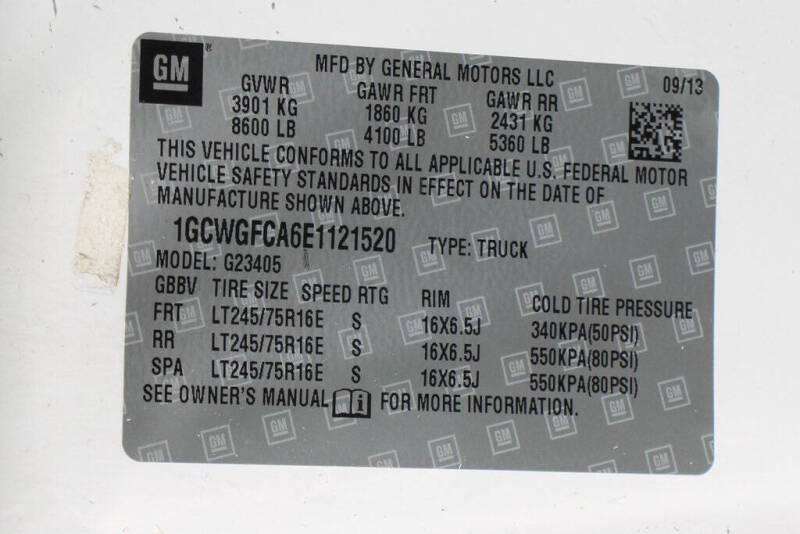 GM
MFD BY GENERAL MOTORS LLC
09/13
GVWR GAWR FRT GAWR RR
3901 KG 1860 KG 2431 KG
8600 LB 4100 LB 5360 LB
THIS VEHICLE CONFORMS TO ALL APPLICABLE U.S. FEDERAL MOTOR
VEHICLE SAFETY STANDARDS IN EFFECT ON THE DATE OF
MANUFACTURE SHOWN ABOVE.
1GCWGFCA6E1121520 TYPE: TRUCK
MODEL: G23405
GBBV TIRE SIZE SPEED RTG RIM COLD TIRE PRESSURE
FRT LT245/75R16E S 16X6.5J 340KPA(50PSI)
RR LT245/75R16E S 16X6.5J 550KPA(80PSI)
SPA LT245/75R16E S 16X6.5J 550KPA(80PSI)
SEE OWNER'S MANUAL i FOR MORE INFORMATION.